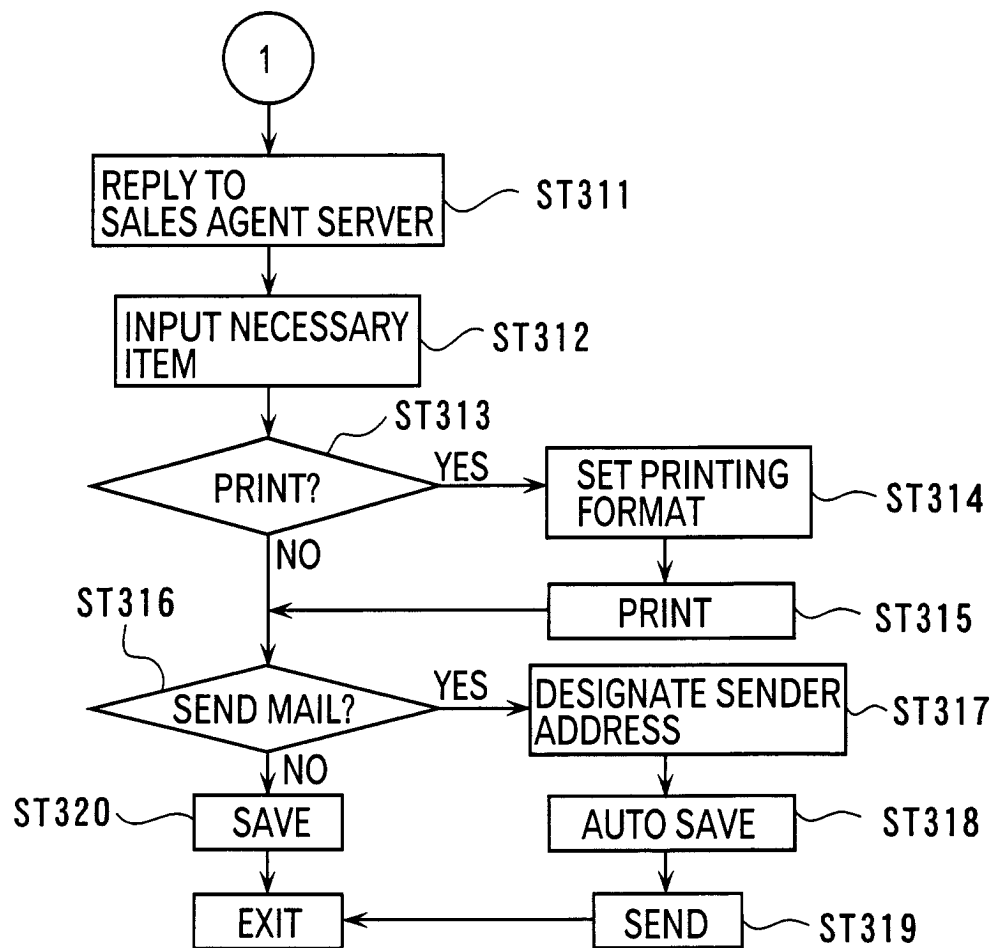 1
REPLY TO
SALES AGENT SERVER
ST311
INPUT NECESSARY
ITEM
ST312
ST313
PRINT?
YES
SET PRINTING
FORMAT
ST314
NO
PRINT
ST315
ST316
SEND MAIL?
YES
DESIGNATE SENDER
ADDRESS
ST317
NO
ST320
SAVE
AUTO SAVE
ST318
EXIT
SEND
ST319